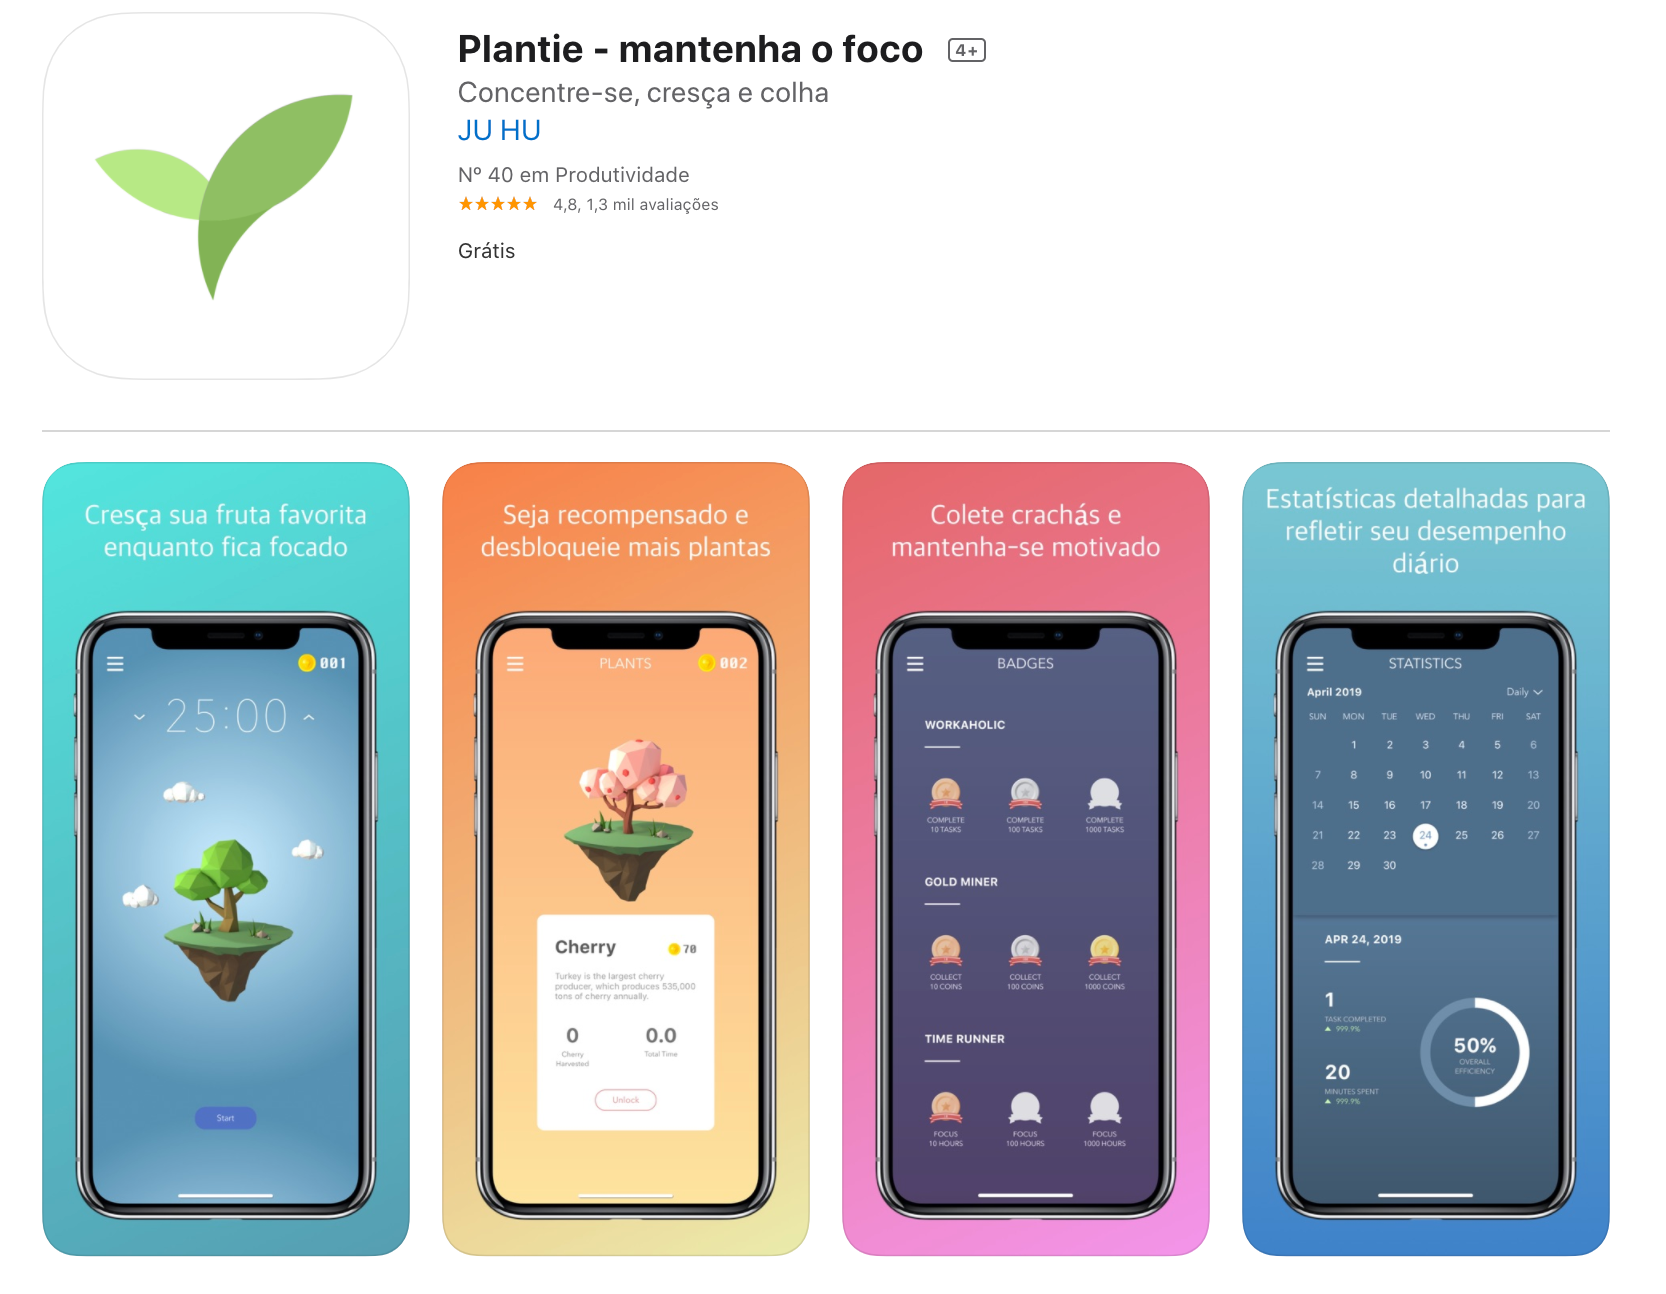 Plantie - mantenha o foco 4+
Concentre-se, cresça e colha
JU HU
Nº 40 em Produtividade
4,8, 1,3 mil avaliações
Grátis
Cresça sua fruta favorita
enquanto fica focado
001
25:00
Start
Seja recompensado e
desbloqueie mais plantas
PLANTS 002
Cherry 70
Turkey is the largest cherry
producer, which produces 535,000
tons of cherry annually.
0 0.0
Cherry Total Time
Harvested
Unlock
Colete crachás e
mantenha-se motivado
BADGES
WORKAHOLIC
COMPLETE COMPLETE COMPLETE
10 TASKS 100 TASKS 1000 TASKS
GOLD MINER
COLLECT COLLECT COLLECT
10 COINS 100 COINS 1000 COINS
TIME RUNNER
FOCUS FOCUS FOCUS
10 HOURS 100 HOURS 1000 HOURS
Estatísticas detalhadas para
refletir seu desempenho
diário
STATISTICS
April 2019 Daily
SUN MON TUE WED THU FRI SAT
1 2 3 4 5 6
7 8 9 10 11 12 13
14 15 16 17 18 19 20
21 22 23 24 25 26 27
28 29 30
APR 24, 2019
1
TASK COMPLETED
999.9%
20
MINUTES SPENT
999.9%
50%
OVERALL
EFFICIENCY